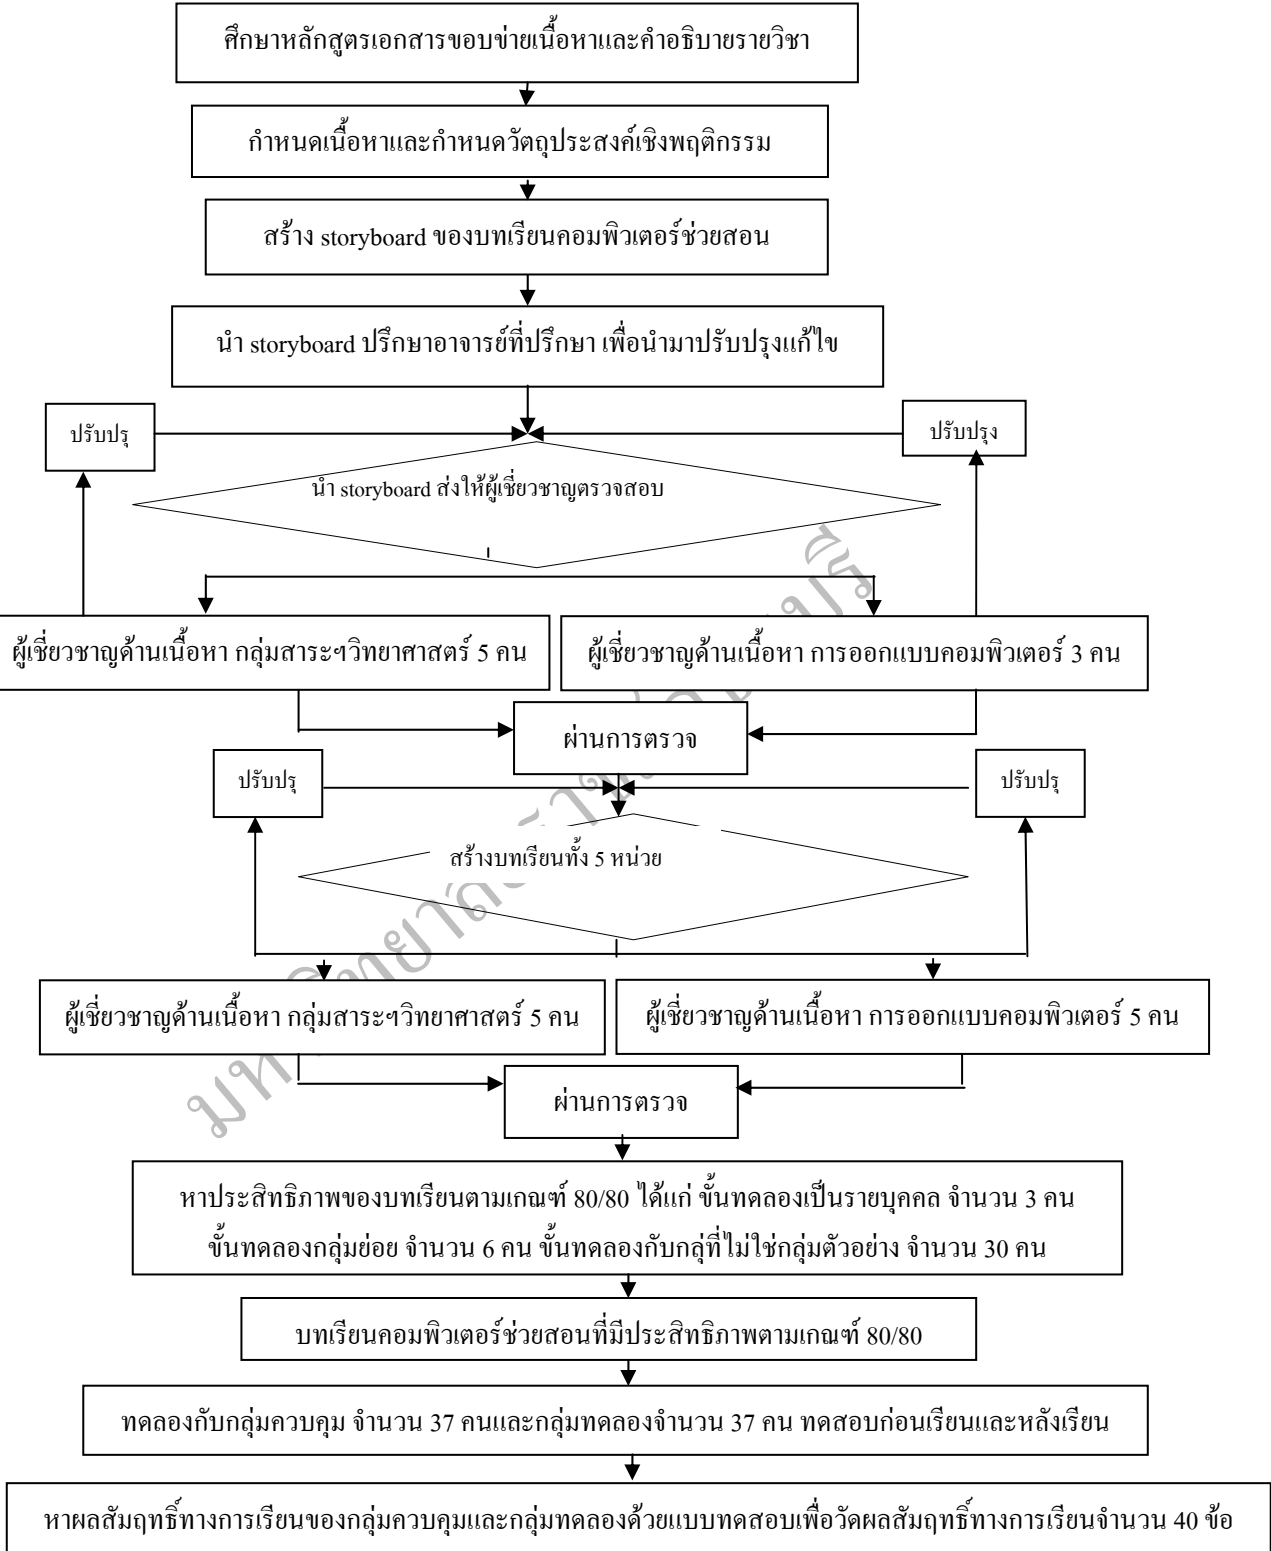 ศึกษาหลักสูตรเอกสารขอบข่ายเนื้อหาและคำอธิบายรายวิชา
กำหนดเนื้อหาและกำหนดวัตถุประสงค์เชิงพฤติกรรม
สร้าง storyboard ของบทเรียนคอมพิวเตอร์ช่วยสอน
นำ storyboard ปรึกษาอาจารย์ที่ปรึกษา เพื่อนำมาปรับปรุงแก้ไข
ปรับปรุ
ปรับปรุง
นำ storyboard ส่งให้ผู้เชี่ยวชาญตรวจสอบ
ผู้เชี่ยวชาญด้านเนื้อหา กลุ่มสาระฯวิทยาศาสตร์ 5 คน
ผู้เชี่ยวชาญด้านเนื้อหา การออกแบบคอมพิวเตอร์ 3 คน
ผ่านการตรวจ
ปรับปรุ
ปรับปรุ
สร้างบทเรียนทั้ง 5 หน่วย
ผู้เชี่ยวชาญด้านเนื้อหา กลุ่มสาระฯวิทยาศาสตร์ 5 คน
ผู้เชี่ยวชาญด้านเนื้อหา การออกแบบคอมพิวเตอร์ 5 คน
ผ่านการตรวจ
หาประสิทธิภาพของบทเรียนตามเกณฑ์ 80/80 ได้แก่ ขั้นทดลองเป็นรายบุคคล จำนวน 3 คน
ขั้นทดลองกลุ่มย่อย จำนวน 6 คน ขั้นทดลองกับกลุ่ที่ไม่ใช่กลุ่มตัวอย่าง จำนวน 30 คน
บทเรียนคอมพิวเตอร์ช่วยสอนที่มีประสิทธิภาพตามเกณฑ์ 80/80
ทดลองกับกลุ่มควบคุม จำนวน 37 คนและกลุ่มทดลองจำนวน 37 คน ทดสอบก่อนเรียนและหลังเรียน
หาผลสัมฤทธิ์ทางการเรียนของกลุ่มควบคุมและกลุ่มทดลองด้วยแบบทดสอบเพื่อวัดผลสัมฤทธิ์ทางการเรียนจำนวน 40 ข้อ